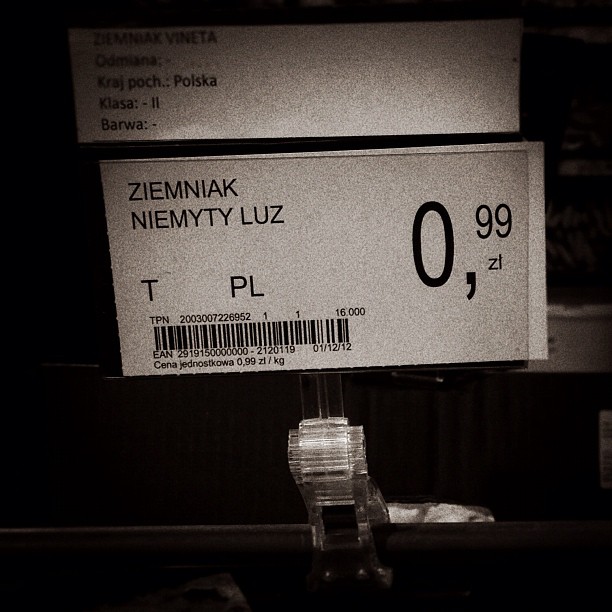 ZIEMNIAK VINETA
Odmiana: -
Kraj poch.: Polska
Klasa: - II
Barwa: -
ZIEMNIAK
NIEMYTY LUZ
0,99 zł
T PL
TPN 2003007226952 1 1 16.000
EAN 2919150000000 - 2120119 01/12/12
Cena jednostkowa 0,99 zł / kg